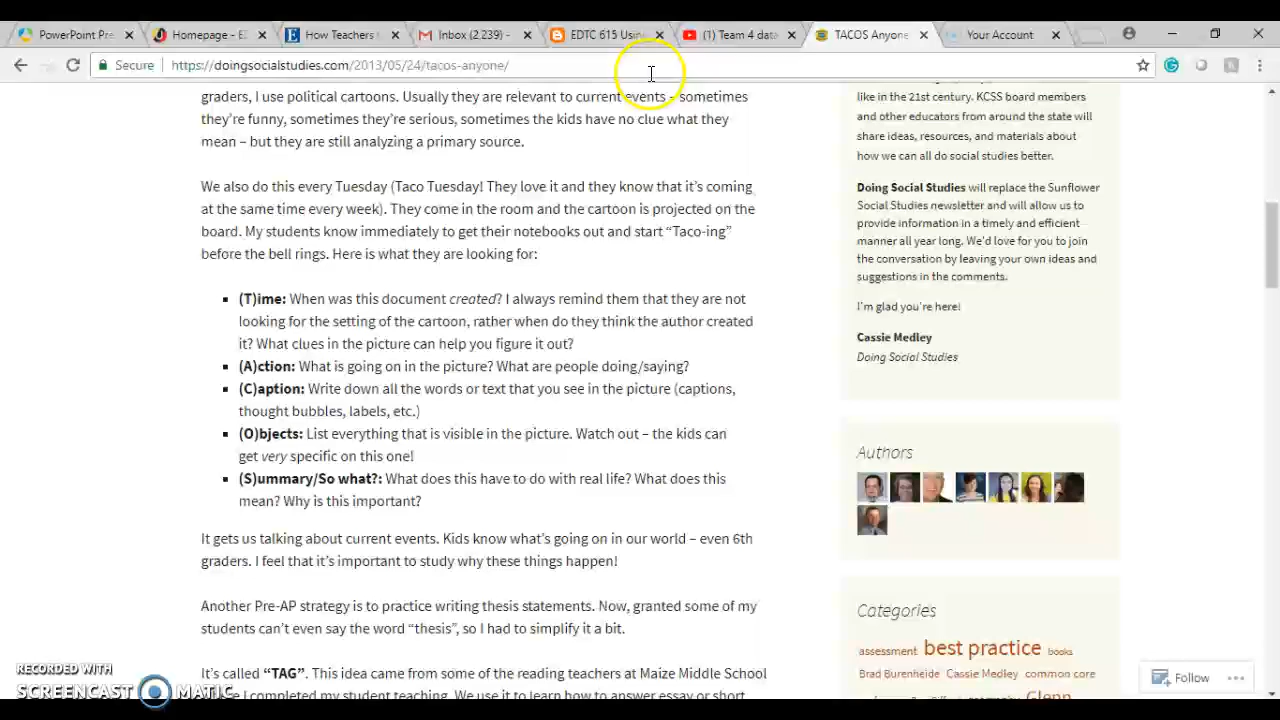 PowerPoint Pre
Homepage - E
How Teachers
Inbox (2,239) -
EDTC 615 Usin
(1) Team 4 data
TACOS Anyone
Your Account
Secure
https://doingsocialstudies.com/2013/05/24/tacos-anyone/
graders, I use political cartoons. Usually they are relevant to current events – sometimes
they're funny, sometimes they're serious, sometimes the kids have no clue what they
mean – but they are still analyzing a primary source.
We also do this every Tuesday (Taco Tuesday! They love it and they know that it's coming
at the same time every week). They come in the room and the cartoon is projected on the
board. My students know immediately to get their notebooks out and start "Taco-ing"
before the bell rings. Here is what they are looking for:
(T)ime: When was this document created? I always remind them that they are not
looking for the setting of the cartoon, rather when do they think the author created
it? What clues in the picture can help you figure it out?
(A)ction: What is going on in the picture? What are people doing/saying?
(C)aption: Write down all the words or text that you see in the picture (captions,
thought bubbles, labels, etc.)
(O)bjects: List everything that is visible in the picture. Watch out – the kids can
get very specific on this one!
(S)ummary/So what?: What does this have to do with real life? What does this
mean? Why is this important?
It gets us talking about current events. Kids know what's going on in our world – even 6th
graders. I feel that it's important to study why these things happen!
Another Pre-AP strategy is to practice writing thesis statements. Now, granted some of my
students can't even say the word "thesis", so I had to simplify it a bit.
It's called "TAG". This idea came from some of the reading teachers at Maize Middle School
I completed my student teaching. We use it to learn how to answer essay or short
like in the 21st century. KCSS board members
and other educators from around the state will
share ideas, resources, and materials about
how we can all do social studies better.
Doing Social Studies will replace the Sunflower
Social Studies newsletter and will allow us to
provide information in a timely and efficient
manner all year long. We'd love for you to join
the conversation by leaving your own ideas and
suggestions in the comments.
I'm glad you're here!
Cassie Medley
Doing Social Studies
Authors
Categories
assessment best practice books
Brad Burenheide Cassie Medley common core
Glenn
Follow
RECORDED WITH
SCREENCAST MATIC